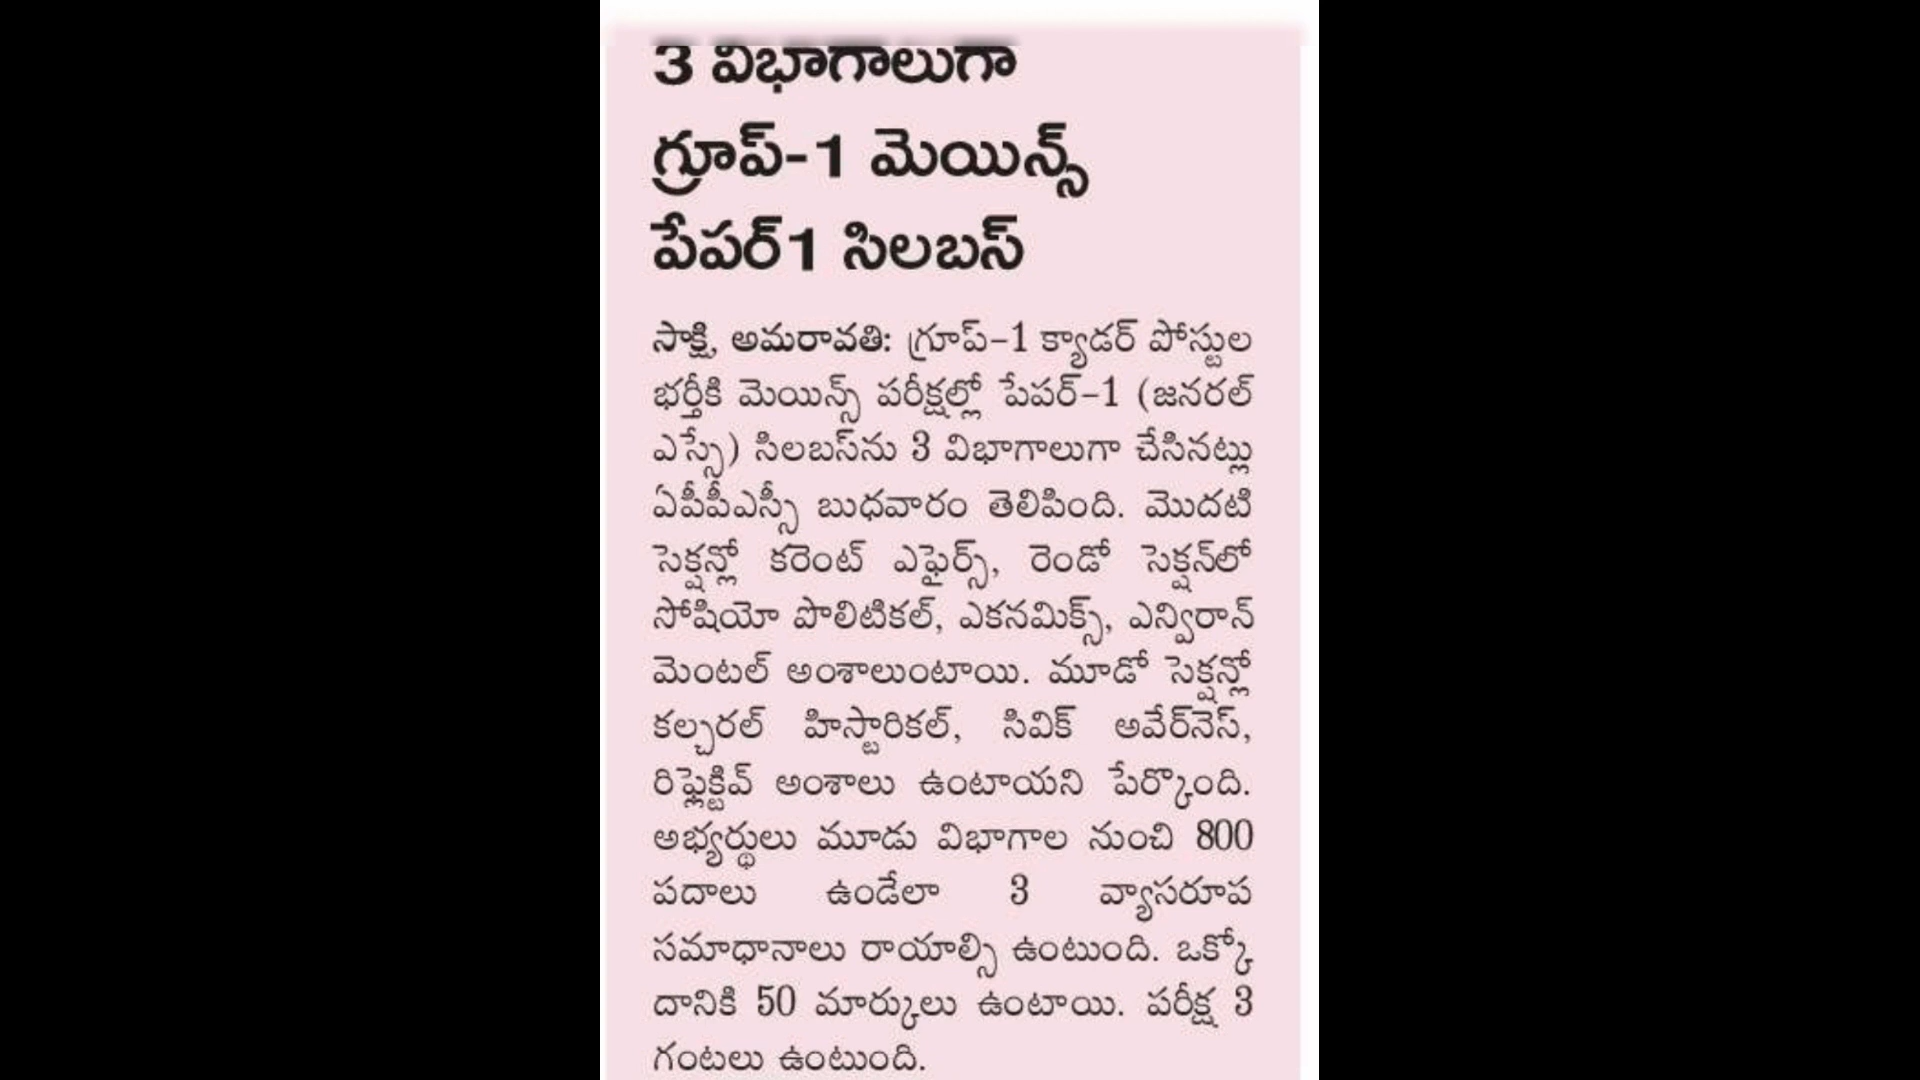 3 విభాగాలుగా
గ్రూప్-1 మెయిన్స్
పేపర్1 సిలబస్
సాక్షి, అమరావతి: గ్రూప్-1 క్యాడర్ పోస్టుల
భర్తీకి మెయిన్స్ పరీక్షల్లో పేపర్-1 (జనరల్
ఎస్సే) సిలబస్‌ను 3 విభాగాలుగా చేసినట్లు
ఏపీపీఎస్సీ బుధవారం తెలిపింది. మొదటి
సెక్షన్లో కరెంట్ ఎఫైర్స్, రెండో సెక్షన్‌లో
సోషియో పొలిటికల్, ఎకనమిక్స్, ఎన్విరాన్
మెంటల్ అంశాలుంటాయి. మూడో సెక్షన్లో
కల్చరల్ హిస్టారికల్, సివిక్ అవేర్‌నెస్,
రిఫ్లెక్టివ్ అంశాలు ఉంటాయని పేర్కొంది.
అభ్యర్థులు మూడు విభాగాల నుంచి 800
పదాలు ఉండేలా 3 వ్యాసరూప
సమాధానాలు రాయాల్సి ఉంటుంది. ఒక్కో
దానికి 50 మార్కులు ఉంటాయి. పరీక్ష 3
గంటలు ఉంటుంది.